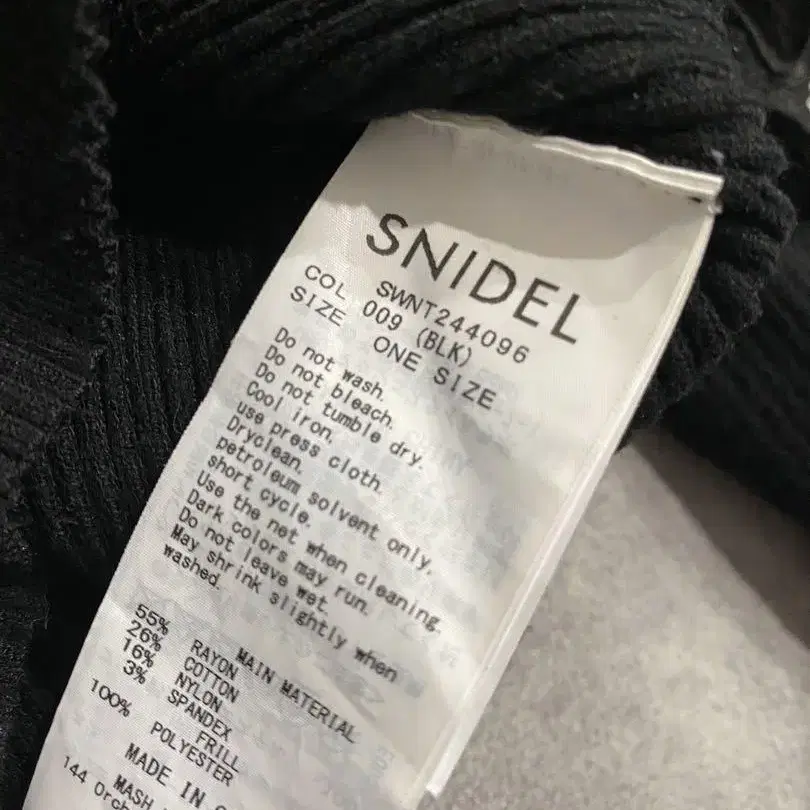 SNIDEL
SWNT244096
COL 009 (BLK)
SIZE ONE SIZE
Do not wash.
Do not bleach.
Do not tumble dry.
Cool iron.
use press cloth.
Dryclean.
petroleum solvent only.
short cycle.
Use the net when cleaning.
Dark colors may run.
Do not leave wet.
May shrink slightly when
washed.
MAIN MATERIAL
55% RAYON
26% COTTON
16% NYLON
3% SPANDEX
FRILL
100% POLYESTER
MADE IN
MASH
144